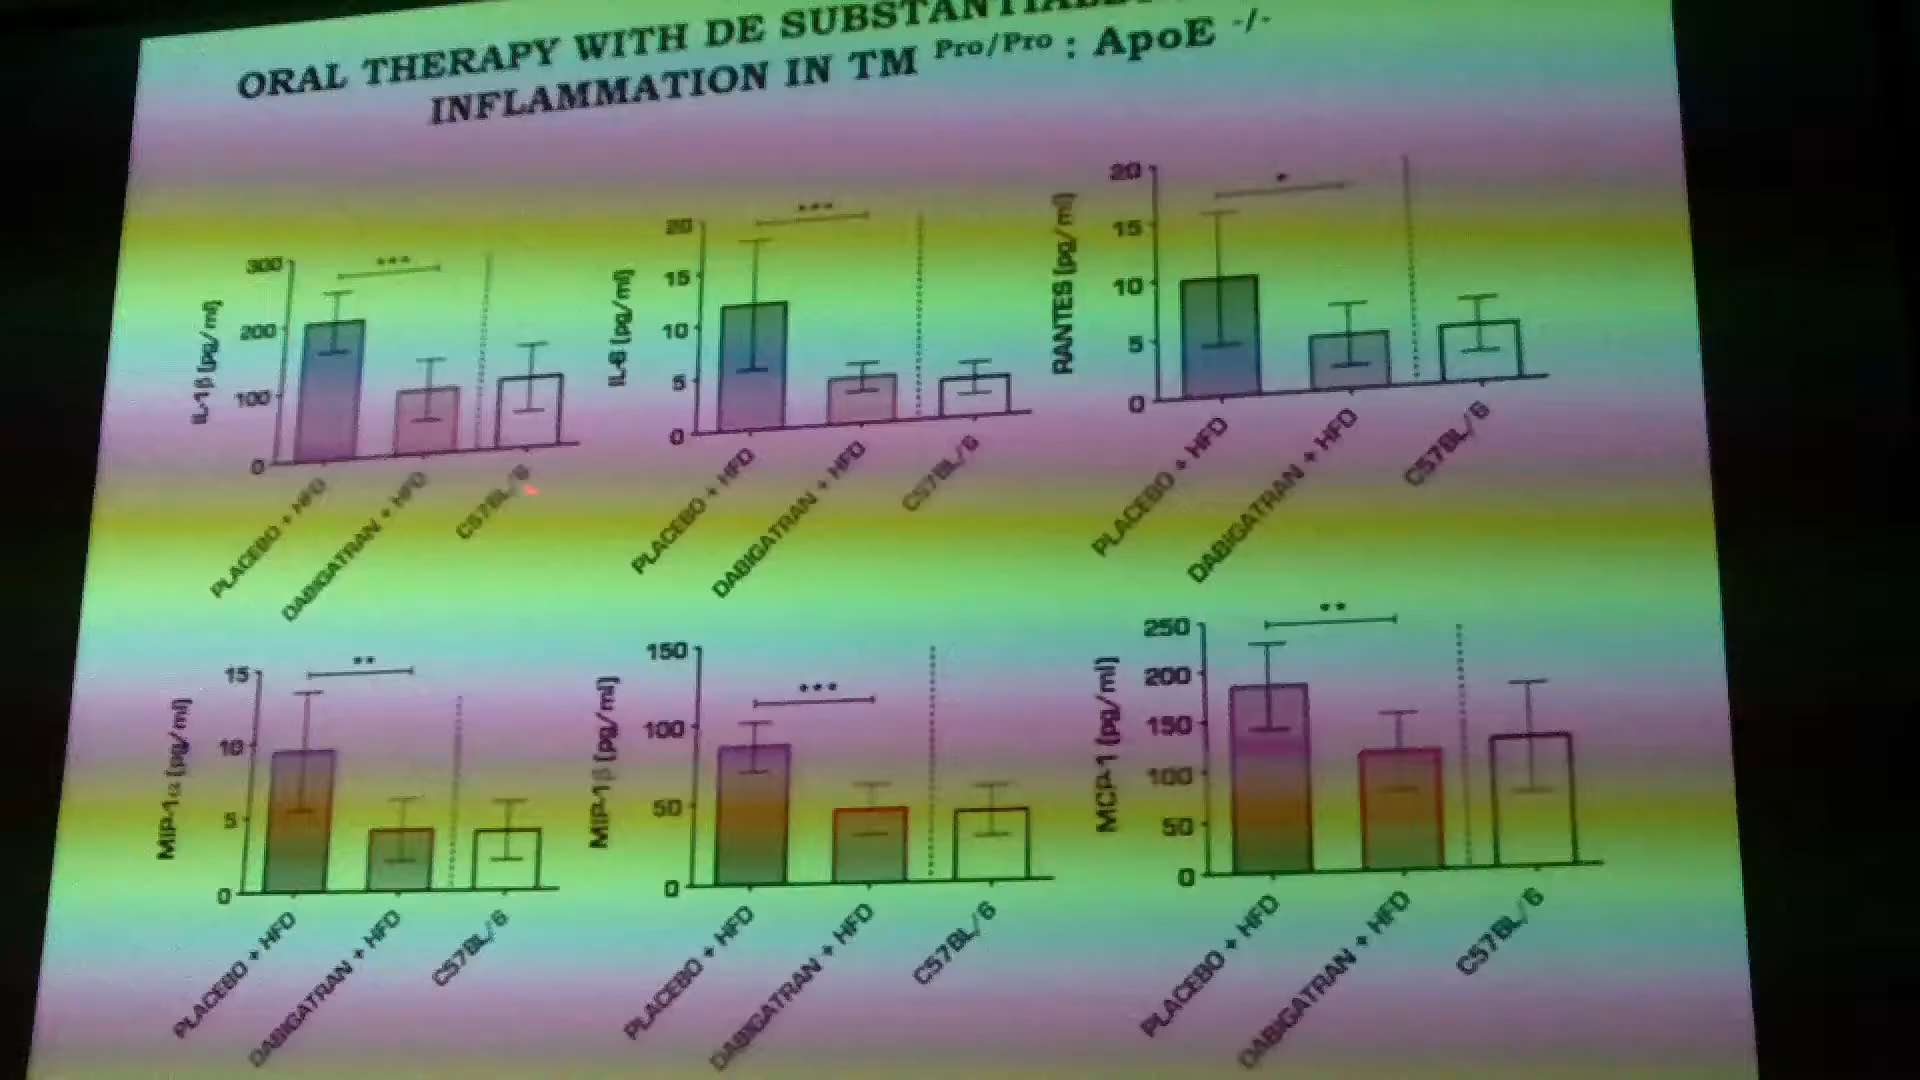 ORAL THERAPY WITH DE
INFLAMMATION IN TM Pro/Pro : ApoE -/-
***
300
200
100
0
IL-1β (pg/ml)
PLACEBO + HFD
DABIGATRAN + HFD
C57BL/6
***
20
15
10
5
0
IL-6 (pg/ml)
PLACEBO + HFD
DABIGATRAN + HFD
C57BL/6
*
20
15
10
5
0
RANTES (pg/ml)
PLACEBO + HFD
DABIGATRAN + HFD
C57BL/6
**
15
10
5
0
MIP-1α (pg/ml)
PLACEBO + HFD
DABIGATRAN + HFD
C57BL/6
***
150
100
50
0
MIP-1β (pg/ml)
PLACEBO + HFD
DABIGATRAN + HFD
C57BL/6
**
250
200
150
100
50
0
MCP-1 (pg/ml)
PLACEBO + HFD
DABIGATRAN + HFD
C57BL/6